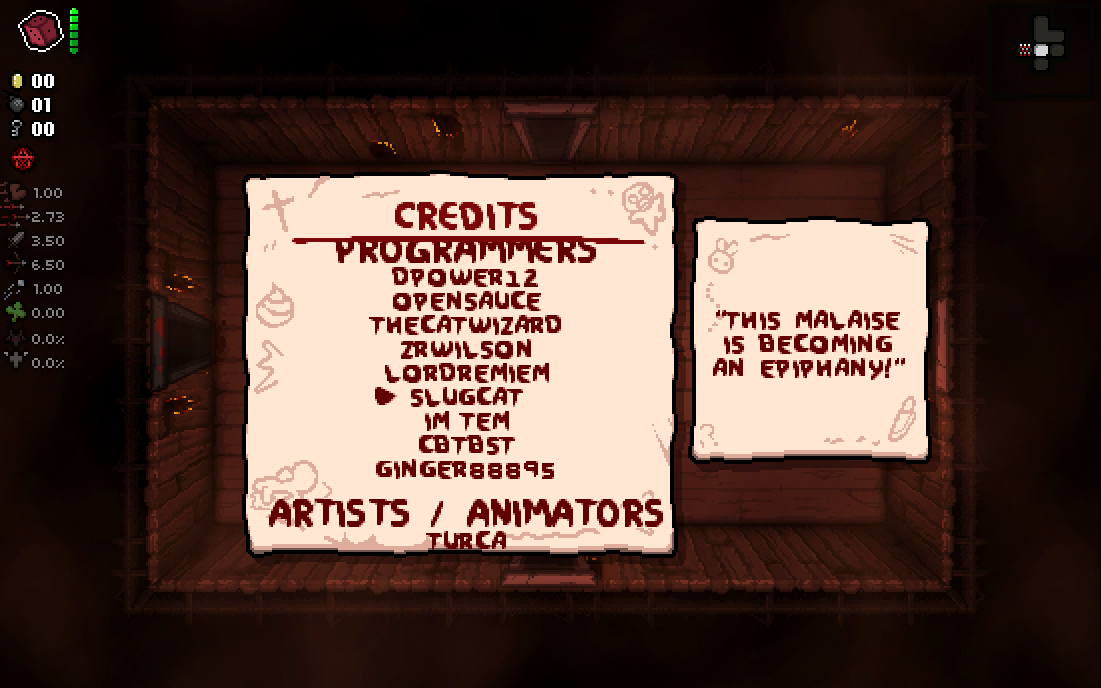 00
01
00
1.00
2.73
3.50
6.50
1.00
0.00
0.0%
0.0%
CREDITS
PROGRAMMERS
DPOWER12
OPENSAUCE
THECATWIZARD
ZRWILSON
LORDREMIEM
SLUGCAT
IM TEM
CBTBST
GINGER88895
ARTISTS / ANIMATORS
TURCA
"THIS MALAISE
IS BECOMING
AN EPIPHANY!"